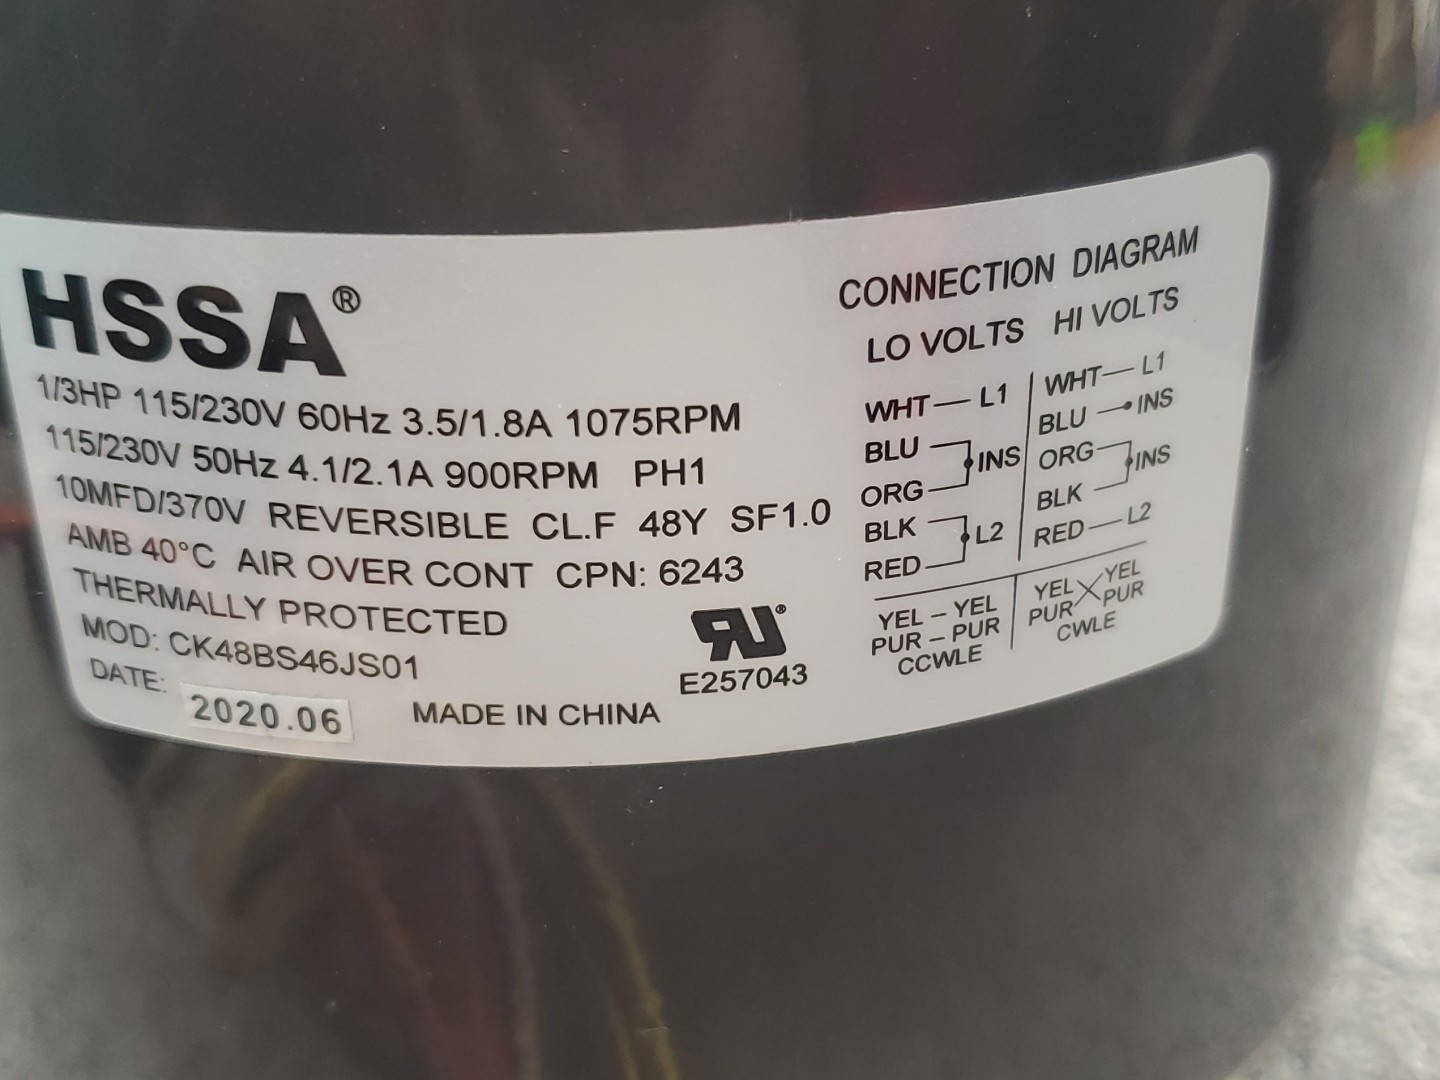 HSSA®
1/3HP 115/230V 60Hz 3.5/1.8A 1075RPM
115/230V 50Hz 4.1/2.1A 900RPM PH1
10MFD/370V REVERSIBLE CL.F 48Y SF1.0
AMB 40°C AIR OVER CONT CPN: 6243
THERMALLY PROTECTED
MOD: CK48BS46JS01
DATE: 2020.06
MADE IN CHINA
RU®
E257043
CONNECTION DIAGRAM
LO VOLTS HI VOLTS
WHT — L1
BLU
INS
ORG
BLK
L2
RED
WHT — L1
BLU — INS
ORG
INS
BLK
RED — L2
YEL – YEL
PUR – PUR
CCWLE
YEL YEL
PUR PUR
CWLE